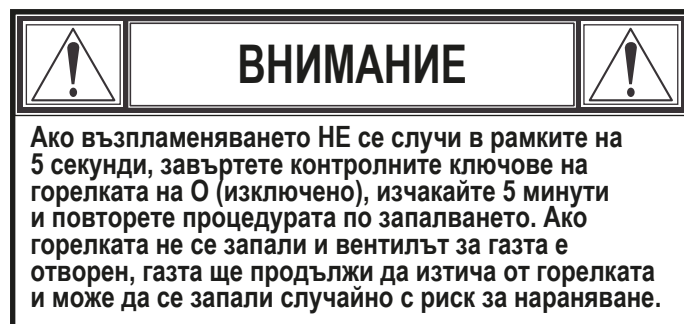 ВНИМАНИЕ
Ако възпламеняването НЕ се случи в рамките на
5 секунди, завъртете контролните ключове на
горелката на О (изключено), изчакайте 5 минути
и повторете процедурата по запалването. Ако
горелката не се запали и вентилът за газта е
отворен, газта ще продължи да изтича от горелката
и може да се запали случайно с риск за нараняване.